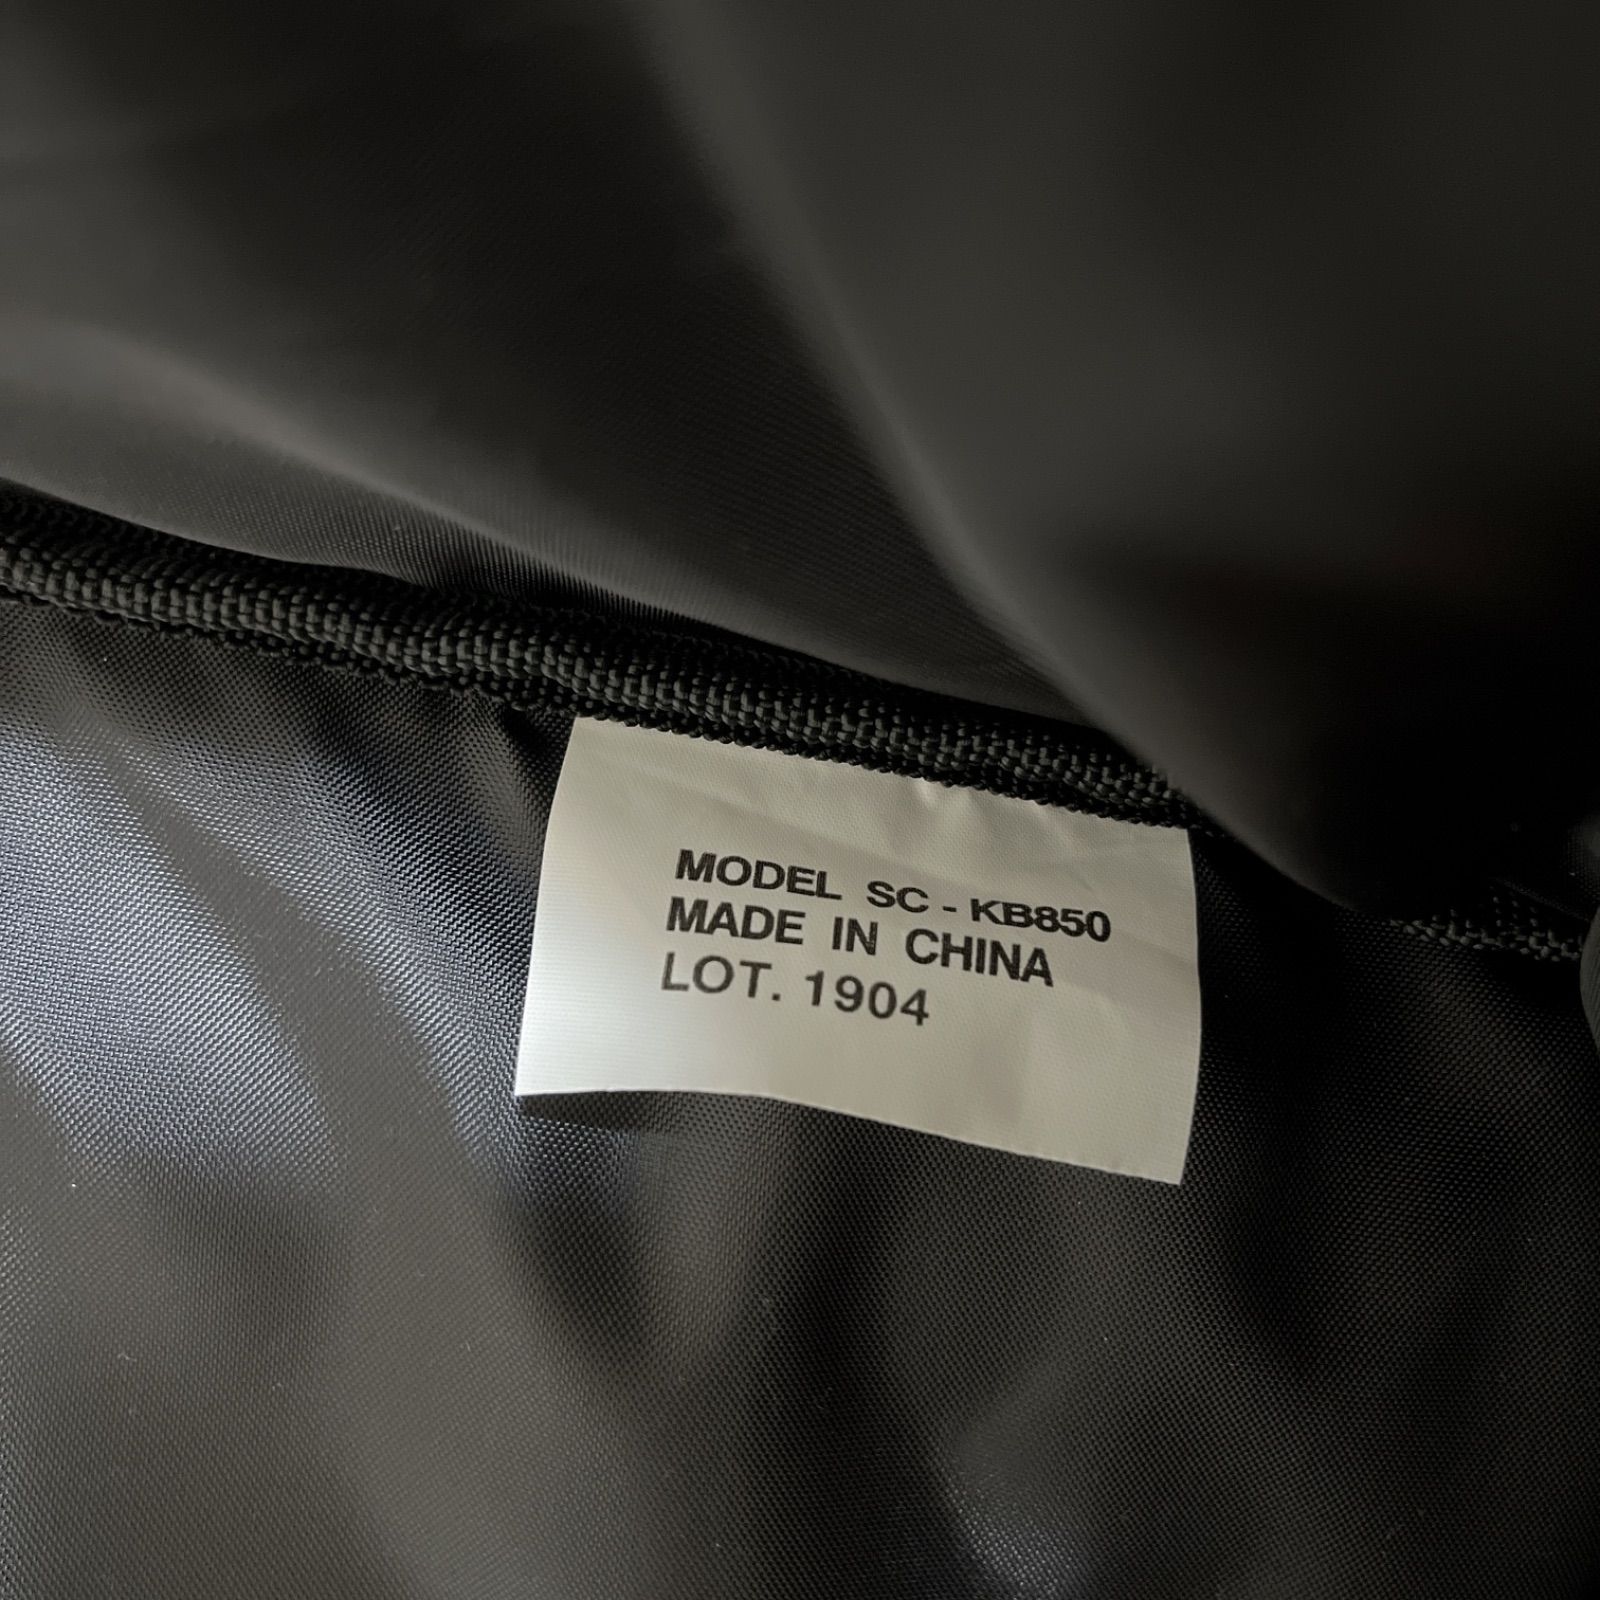 MODEL SC - KB850
MADE IN CHINA
LOT. 1904